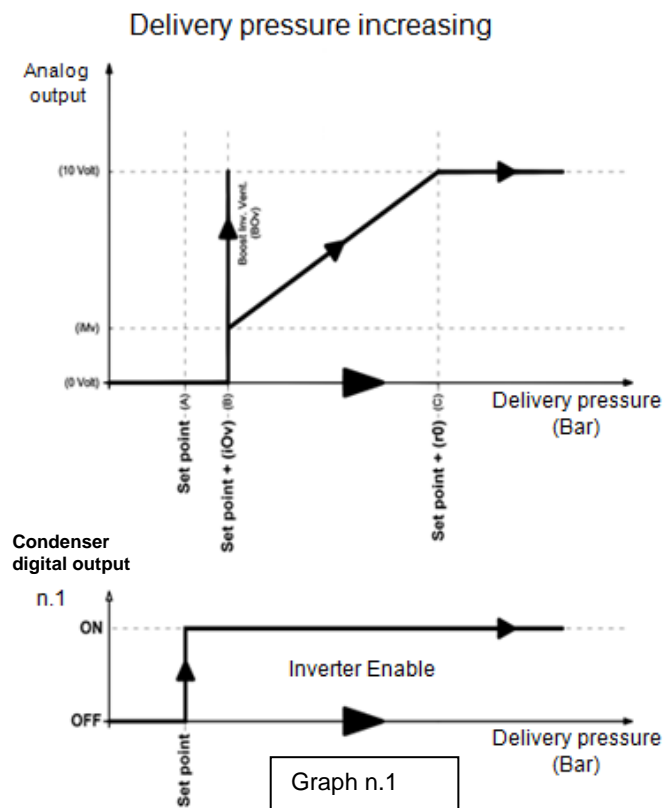 Delivery pressure increasing
Analog
output
(10 Volt)
Boost Inv. Vent.
(BOv)
(iMv)
(0 Volt)
Set point - (A)
Set point + (iOv) - (B)
Set point + (r0) - (C)
Delivery pressure
(Bar)
Condenser
digital output
n.1
ON
Inverter Enable
OFF
Set point
Delivery pressure
(Bar)
Graph n.1